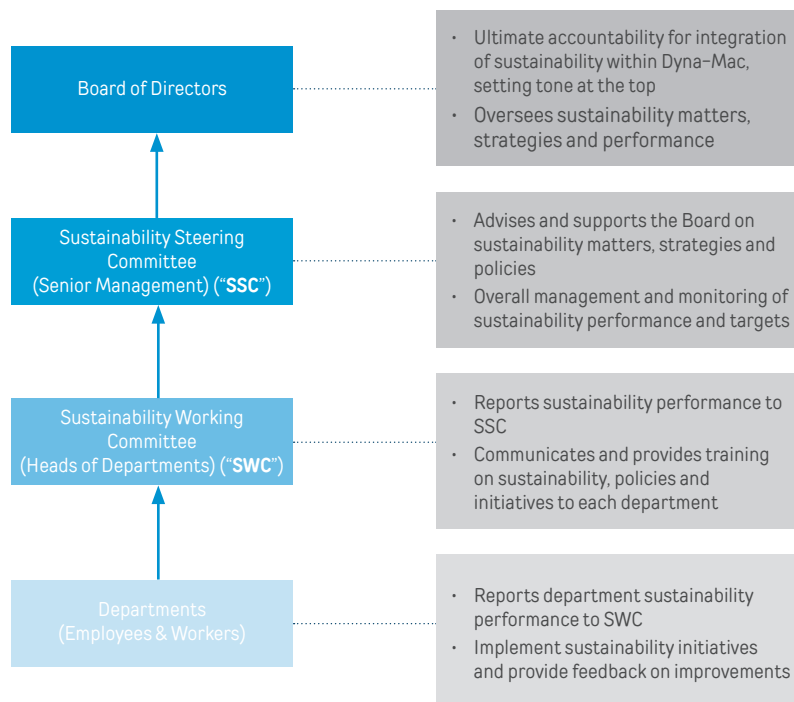 Board of Directors
• Ultimate accountability for integration
of sustainability within Dyna-Mac,
setting tone at the top
• Oversees sustainability matters,
strategies and performance
Sustainability Steering
Committee
(Senior Management) (“SSC”)
• Advises and supports the Board on
sustainability matters, strategies and
policies
• Overall management and monitoring of
sustainability performance and targets
Sustainability Working
Committee
(Heads of Departments) (“SWC”)
• Reports sustainability performance to
SSC
• Communicates and provides training
on sustainability, policies and
initiatives to each department
Departments
(Employees & Workers)
• Reports department sustainability
performance to SWC
• Implement sustainability initiatives
and provide feedback on improvements